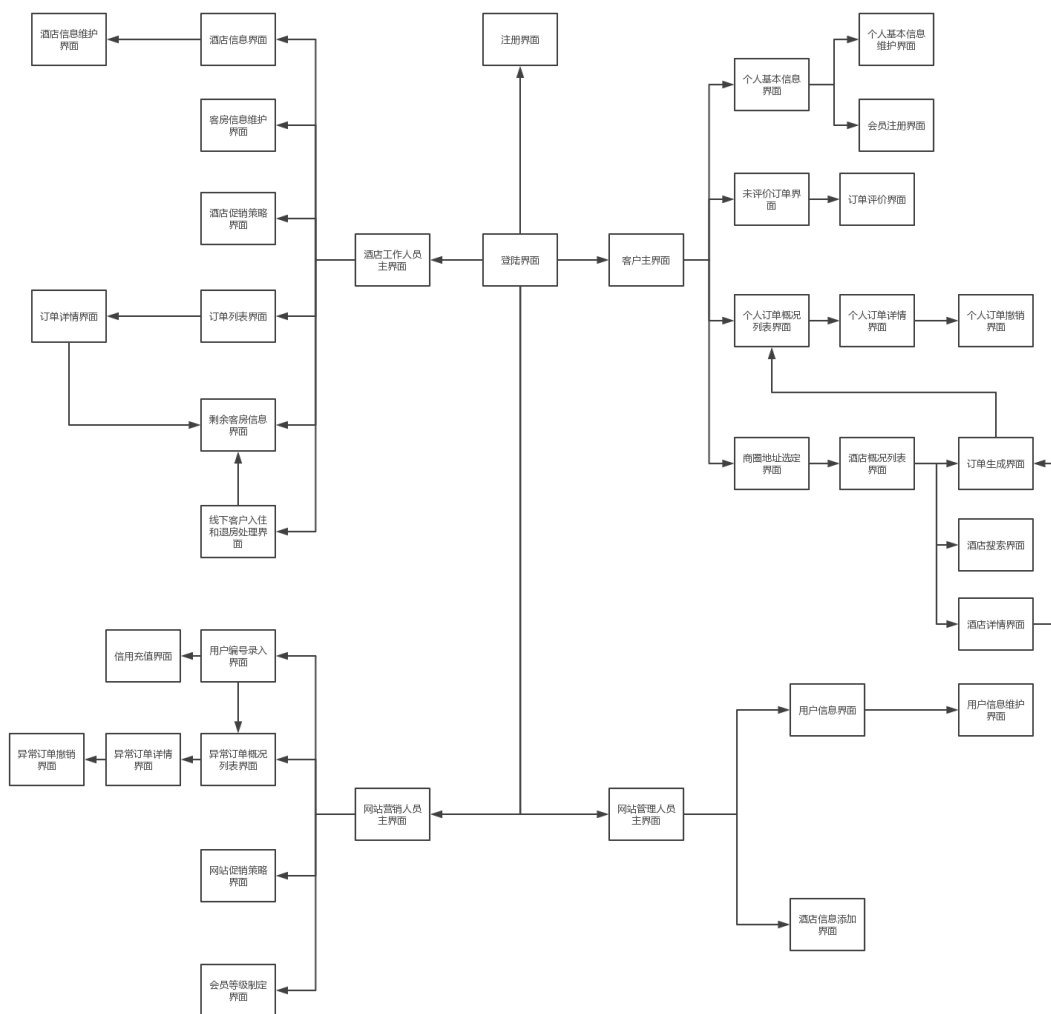 酒店信息维护
界面
酒店信息界面
注册界面
个人基本信息
维护界面
个人基本信息
界面
客房信息维护
界面
会员注册界面
酒店促销策略
界面
未评价订单界
面
订单评价界面
酒店工作人员
主界面
登陆界面
客户主界面
订单详情界面
订单列表界面
个人订单概况
列表界面
个人订单详情
界面
个人订单撤销
界面
剩余客房信息
界面
商圈地址选定
界面
酒店概况列表
界面
订单生成界面
线下客户入住
和退房处理界
面
酒店搜索界面
酒店详情界面
信用充值界面
用户编号录入
界面
用户信息界面
用户信息维护
界面
异常订单撤销
界面
异常订单详情
界面
异常订单概况
列表界面
网站营销人员
主界面
网站管理人员
主界面
网站促销策略
界面
酒店信息添加
界面
会员等级制定
界面